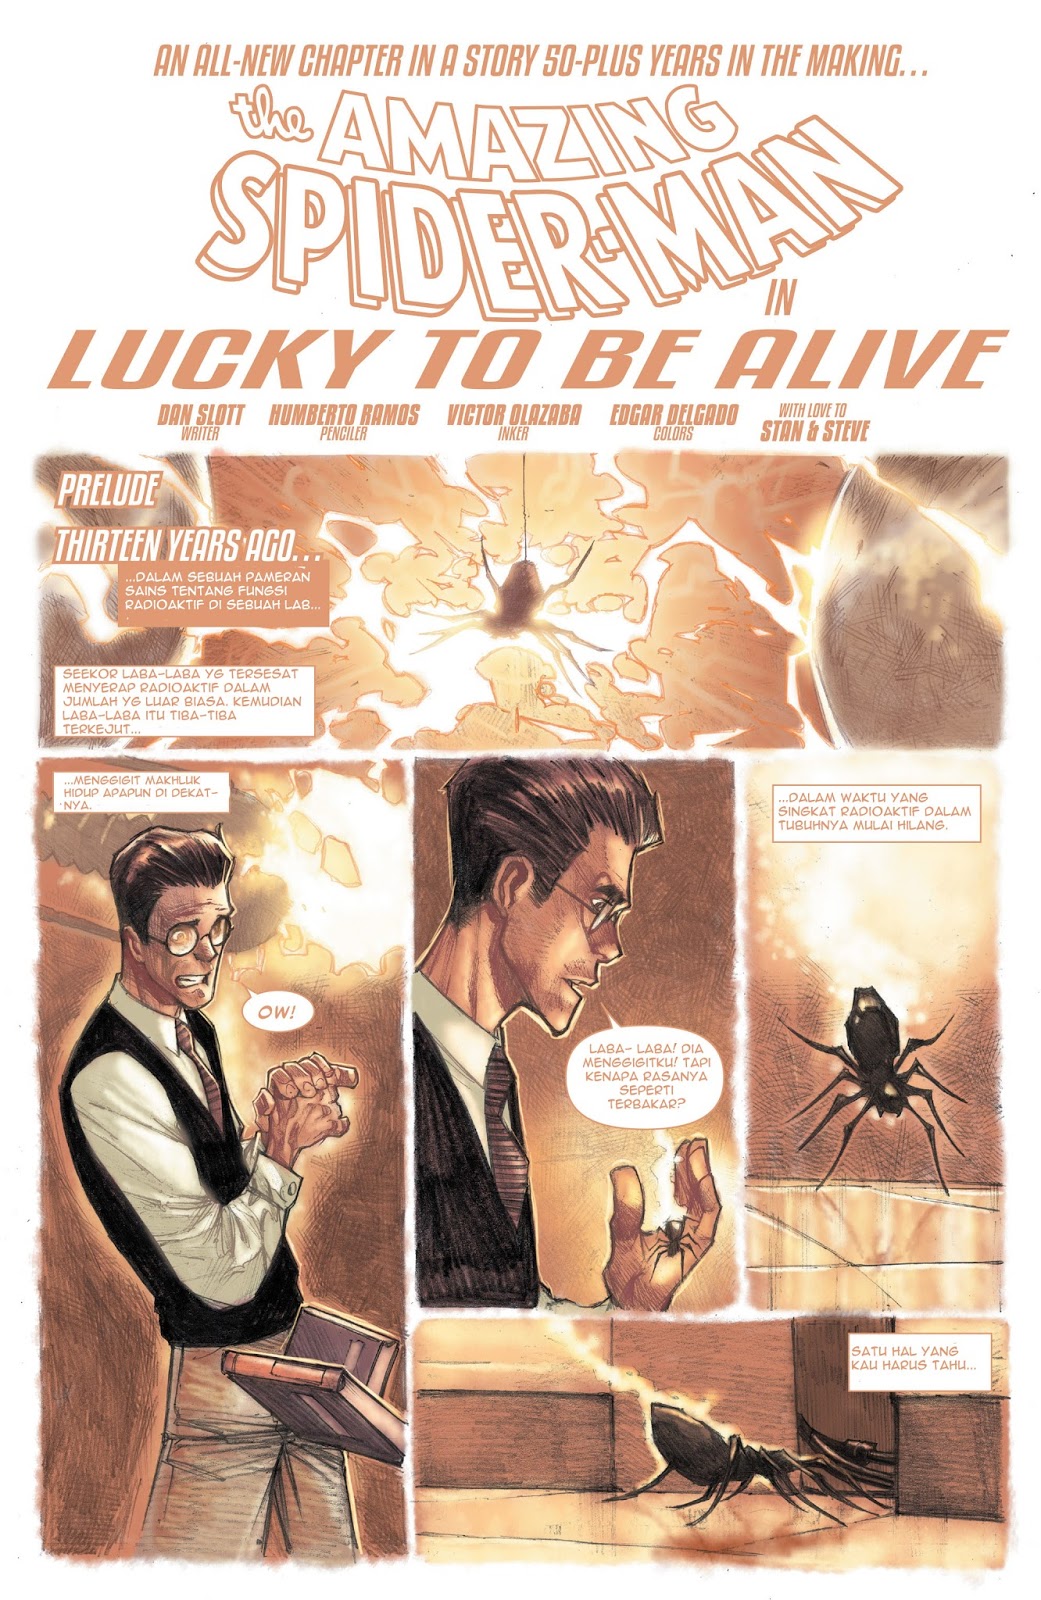 AN ALL-NEW CHAPTER IN A STORY 50-PLUS YEARS IN THE MAKING...
the AMAZING
SPIDER-MAN
IN
LUCKY TO BE ALIVE
DAN SLOTT
WRITER
HUMBERTO RAMOS
PENCILER
VICTOR OLAZABA
INKER
EDGAR DELGADO
COLORS
WITH LOVE TO
STAN & STEVE
PRELUDE
THIRTEEN YEARS AGO...
...DALAM SEBUAH PAMERAN
SAINS TENTANG FUNGSI
RADIOAKTIF DI SEBUAH LAB...
.
SEEKOR LABA-LABA YG TERSESAT
MENYERAP RADIOAKTIF DALAM
JUMLAH YG LUAR BIASA. KEMUDIAN
LABA-LABA ITU TIBA-TIBA
TERKEJUT...
...MENGGIGIT MAKHLUK
HIDUP APAPUN DI DEKAT-
NYA.
OW!
LABA- LABA! DIA
MENGGIGITKU! TAPI
KENAPA RASANYA
SEPERTI
TERBAKAR?
...DALAM WAKTU YANG
SINGKAT RADIOAKTIF DALAM
TUBUHNYA MULAI HILANG.
SATU HAL YANG
KAU HARUS TAHU...